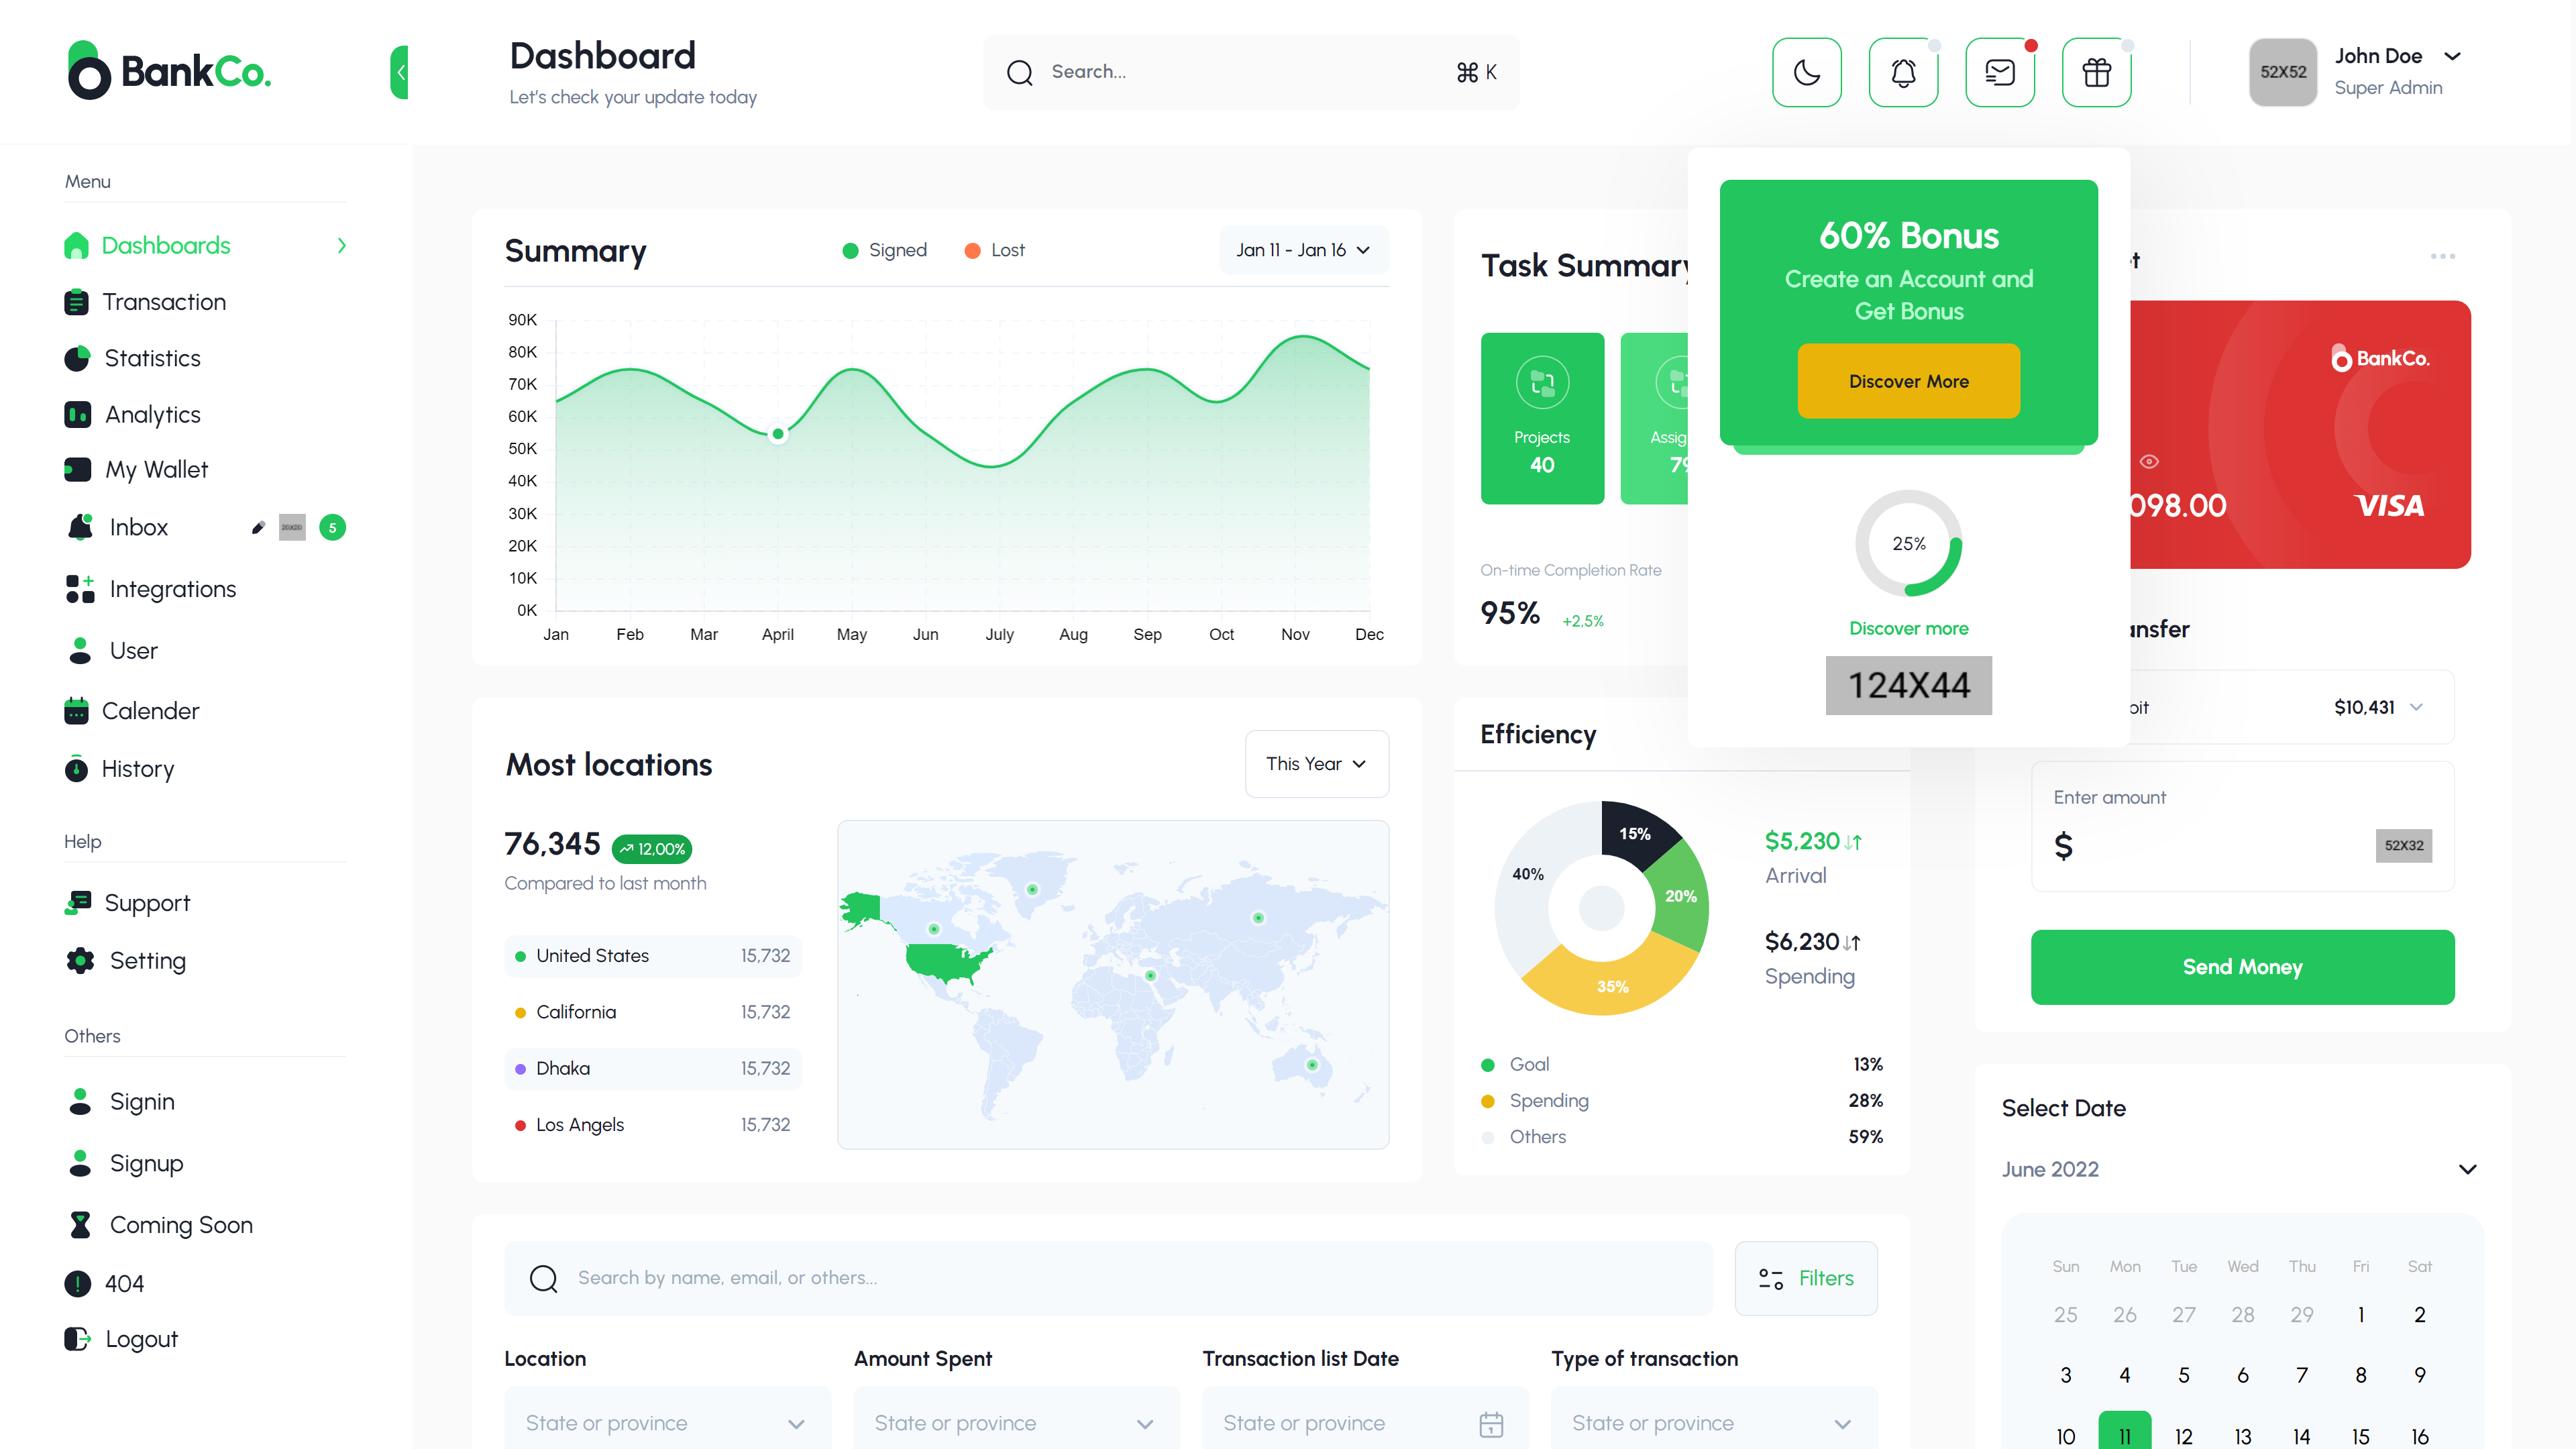 BankCo.
Dashboard
Let's check your update today
Search...
⌘ K
52X52
John Doe
Super Admin
Menu
Dashboards
Transaction
Statistics
Analytics
My Wallet
Inbox
20X20
5
Integrations
User
Calender
History
Help
Support
Setting
Others
Signin
Signup
Coming Soon
404
Logout
Summary
Signed
Lost
Jan 11 - Jan 16
90K
80K
70K
60K
50K
40K
30K
20K
10K
0K
Jan Feb Mar April May Jun July Aug Sep Oct Nov Dec
Task Summary
Projects
40
Assig
79
On-time Completion Rate
95%
+2,5%
60% Bonus
Create an Account and
Get Bonus
Discover More
25%
Discover more
124X44
t
BankCo.
098.00
VISA
ansfer
bit
$10,431
Enter amount
$
52X32
Send Money
Most locations
This Year
76,345
12,00%
Compared to last month
United States 15,732
California 15,732
Dhaka 15,732
Los Angels 15,732
Efficiency
15%
20%
35%
40%
$5,230
Arrival
$6,230
Spending
Goal 13%
Spending 28%
Others 59%
Select Date
June 2022
Sun Mon Tue Wed Thu Fri Sat
25 26 27 28 29 1 2
3 4 5 6 7 8 9
10 11 12 13 14 15 16
Search by name, email, or others...
Filters
Location
State or province
Amount Spent
State or province
Transaction list Date
State or province
Type of transaction
State or province